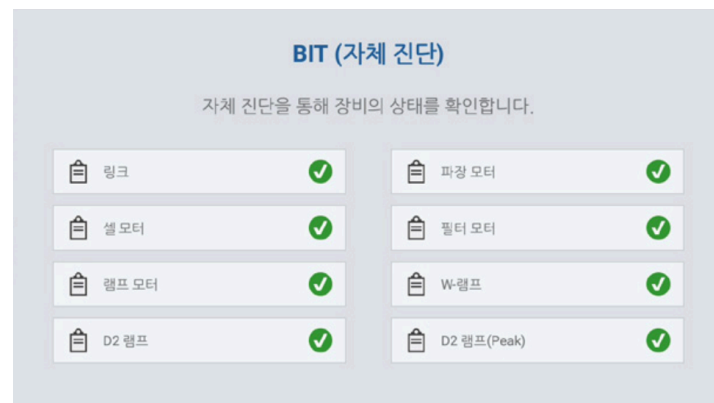 BIT (자체 진단)
자체 진단을 통해 장비의 상태를 확인합니다.
링크
파장 모터
셀 모터
필터 모터
램프 모터
W-램프
D2 램프
D2 램프(Peak)